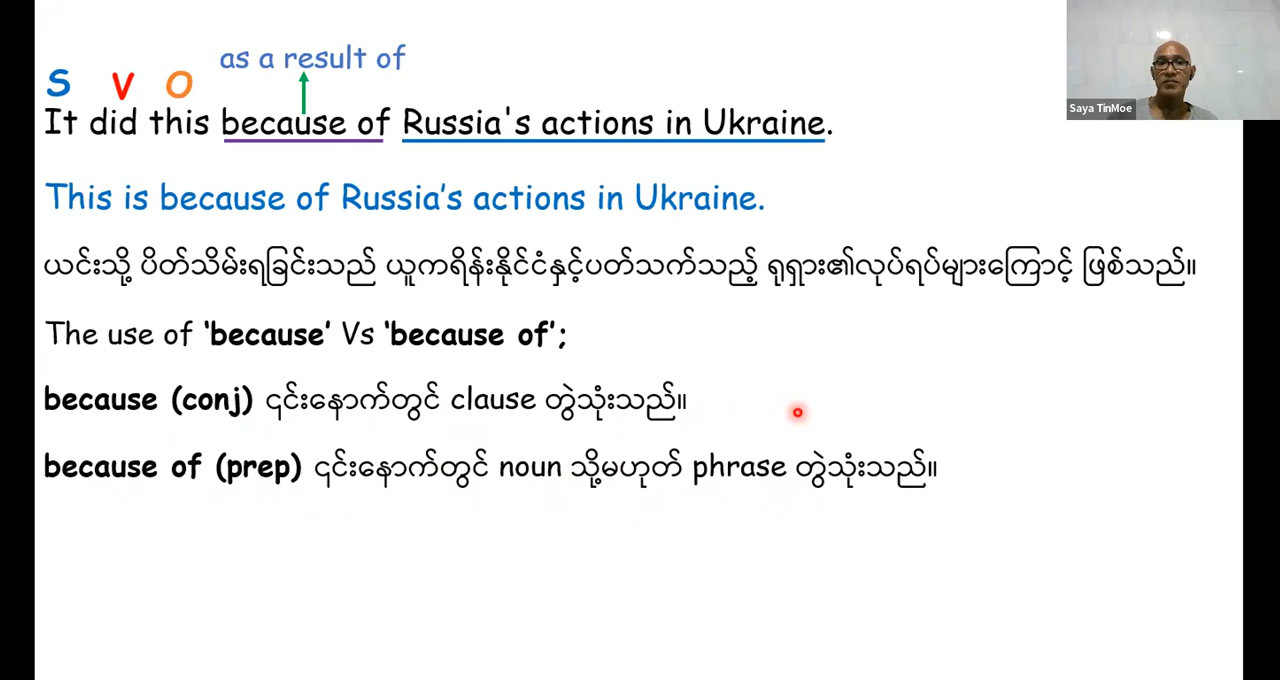 as a result of
S V O
It did this because of Russia's actions in Ukraine.
Saya TinMoe
This is because of Russia’s actions in Ukraine.
ယင်းသို့ ပိတ်သိမ်းရခြင်းသည် ယူကရိန်းနိုင်ငံနှင့်ပတ်သက်သည့် ရုရှား၏လုပ်ရပ်များကြောင့် ဖြစ်သည်။
The use of ‘because’ Vs ‘because of’;
because (conj) ၎င်းနောက်တွင် clause တွဲသုံးသည်။
because of (prep) ၎င်းနောက်တွင် noun သို့မဟုတ် phrase တွဲသုံးသည်။